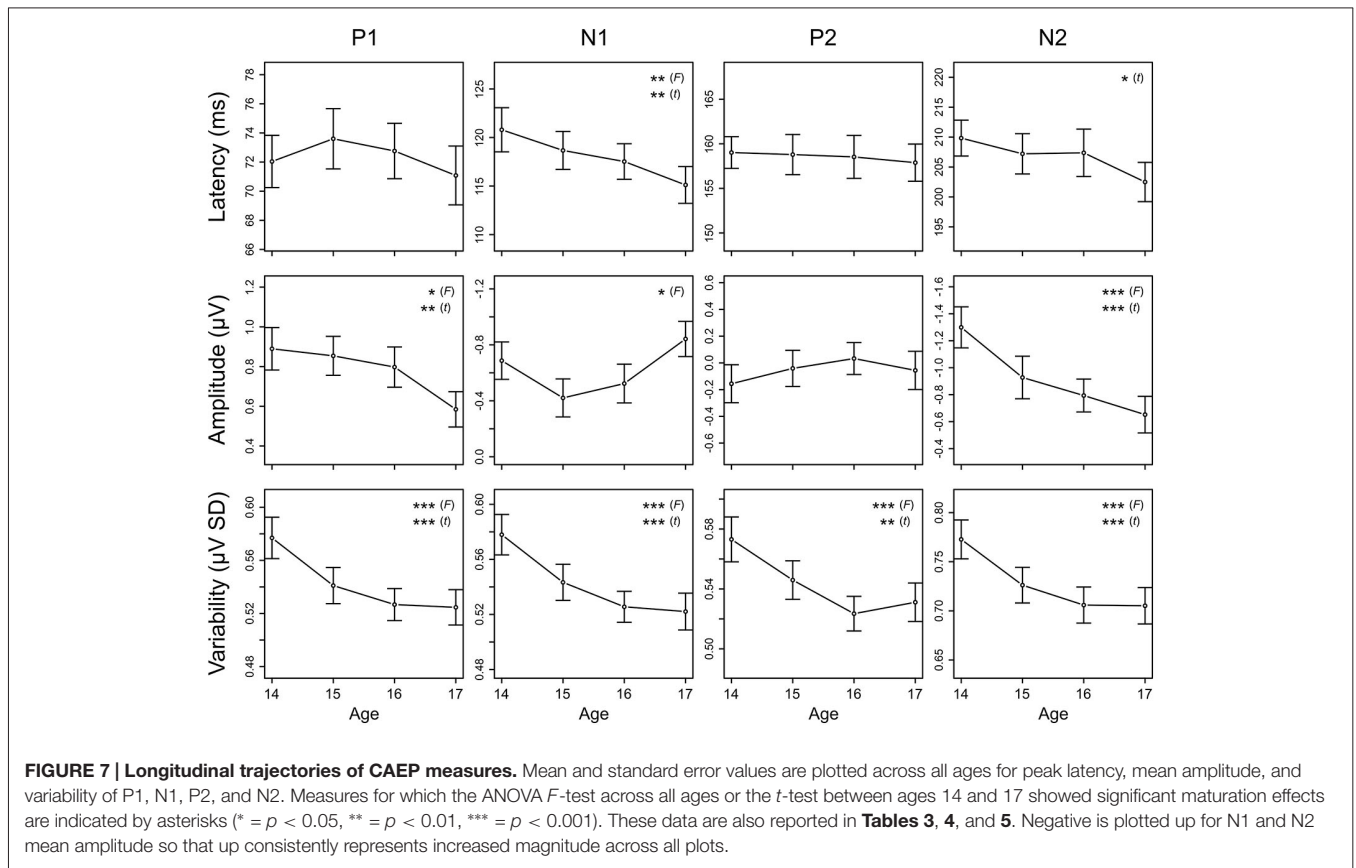 P1 N1 P2 N2
Latency (ms)
78
76
74
72
70
68
66
125
120
115
110
** (F)
** (t)
165
160
155
150
220
215
210
205
200
195
* (t)
Amplitude (µV)
1.2
1.0
0.8
0.6
0.4
* (F)
** (t)
-1.2
-0.8
-0.4
0.0
* (F)
0.6
0.4
0.2
0.0
-0.2
-0.4
-0.6
-1.6
-1.4
-1.2
-1.0
-0.8
-0.6
-0.4
*** (F)
*** (t)
Variability (µV SD)
0.60
0.56
0.52
0.48
*** (F)
*** (t)
0.60
0.56
0.52
0.48
*** (F)
*** (t)
0.58
0.54
0.50
*** (F)
** (t)
0.80
0.75
0.70
0.65
*** (F)
*** (t)
14 15 16 17 14 15 16 17 14 15 16 17 14 15 16 17
Age Age Age Age
FIGURE 7 | Longitudinal trajectories of CAEP measures. Mean and standard error values are plotted across all ages for peak latency, mean amplitude, and
variability of P1, N1, P2, and N2. Measures for which the ANOVA F-test across all ages or the t-test between ages 14 and 17 showed significant maturation effects
are indicated by asterisks (* = p < 0.05, ** = p < 0.01, *** = p < 0.001). These data are also reported in Tables 3, 4, and 5. Negative is plotted up for N1 and N2
mean amplitude so that up consistently represents increased magnitude across all plots.